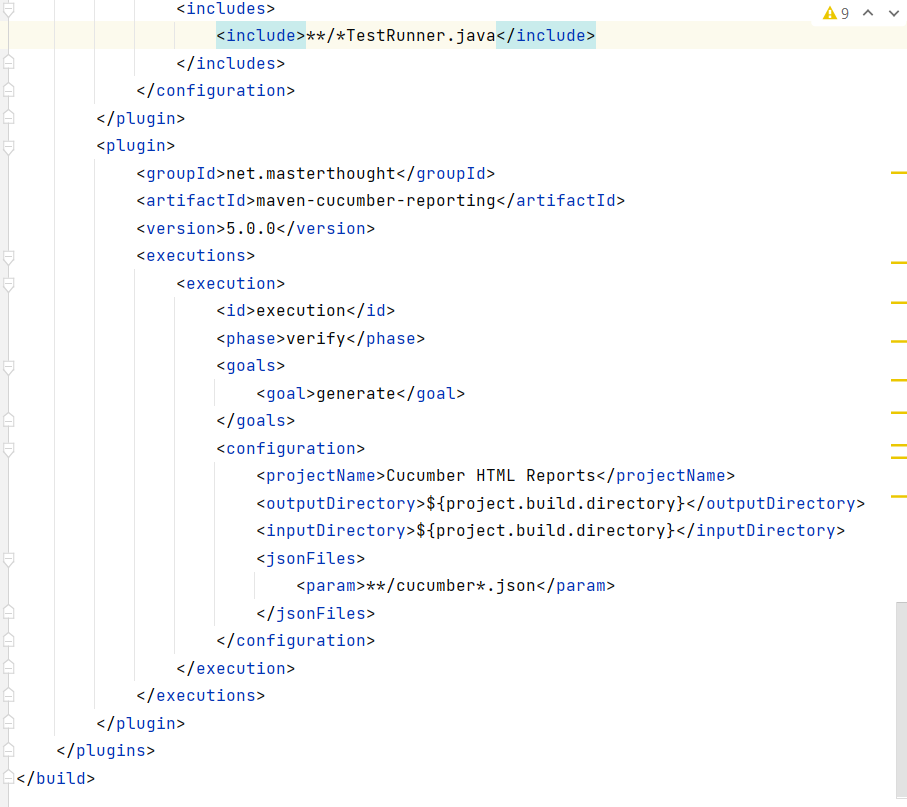 <includes>
9
<include>**/*TestRunner.java</include>
</includes>
</configuration>
</plugin>
<plugin>
<groupId>net.masterthought</groupId>
<artifactId>maven-cucumber-reporting</artifactId>
<version>5.0.0</version>
<executions>
<execution>
<id>execution</id>
<phase>verify</phase>
<goals>
<goal>generate</goal>
</goals>
<configuration>
<projectName>Cucumber HTML Reports</projectName>
<outputDirectory>${project.build.directory}</outputDirectory>
<inputDirectory>${project.build.directory}</inputDirectory>
<jsonFiles>
<param>**/cucumber*.json</param>
</jsonFiles>
</configuration>
</execution>
</executions>
</plugin>
</plugins>
</build>